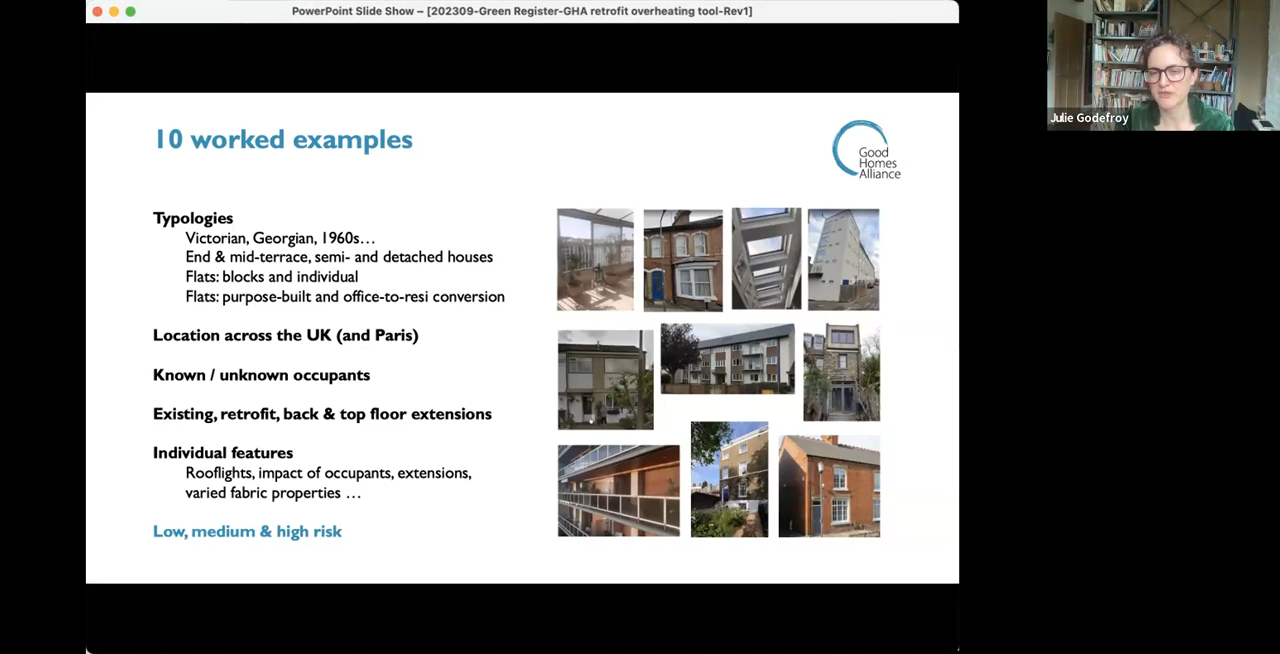 PowerPoint Slide Show – [202309-Green Register-GHA retrofit overheating tool-Rev1]
Julie Godefroy
10 worked examples
Good
Homes
Alliance
Typologies
Victorian, Georgian, 1960s…
End & mid-terrace, semi- and detached houses
Flats: blocks and individual
Flats: purpose-built and office-to-resi conversion
Location across the UK (and Paris)
Known / unknown occupants
Existing, retrofit, back & top floor extensions
Individual features
Rooflights, impact of occupants, extensions,
varied fabric properties …
Low, medium & high risk